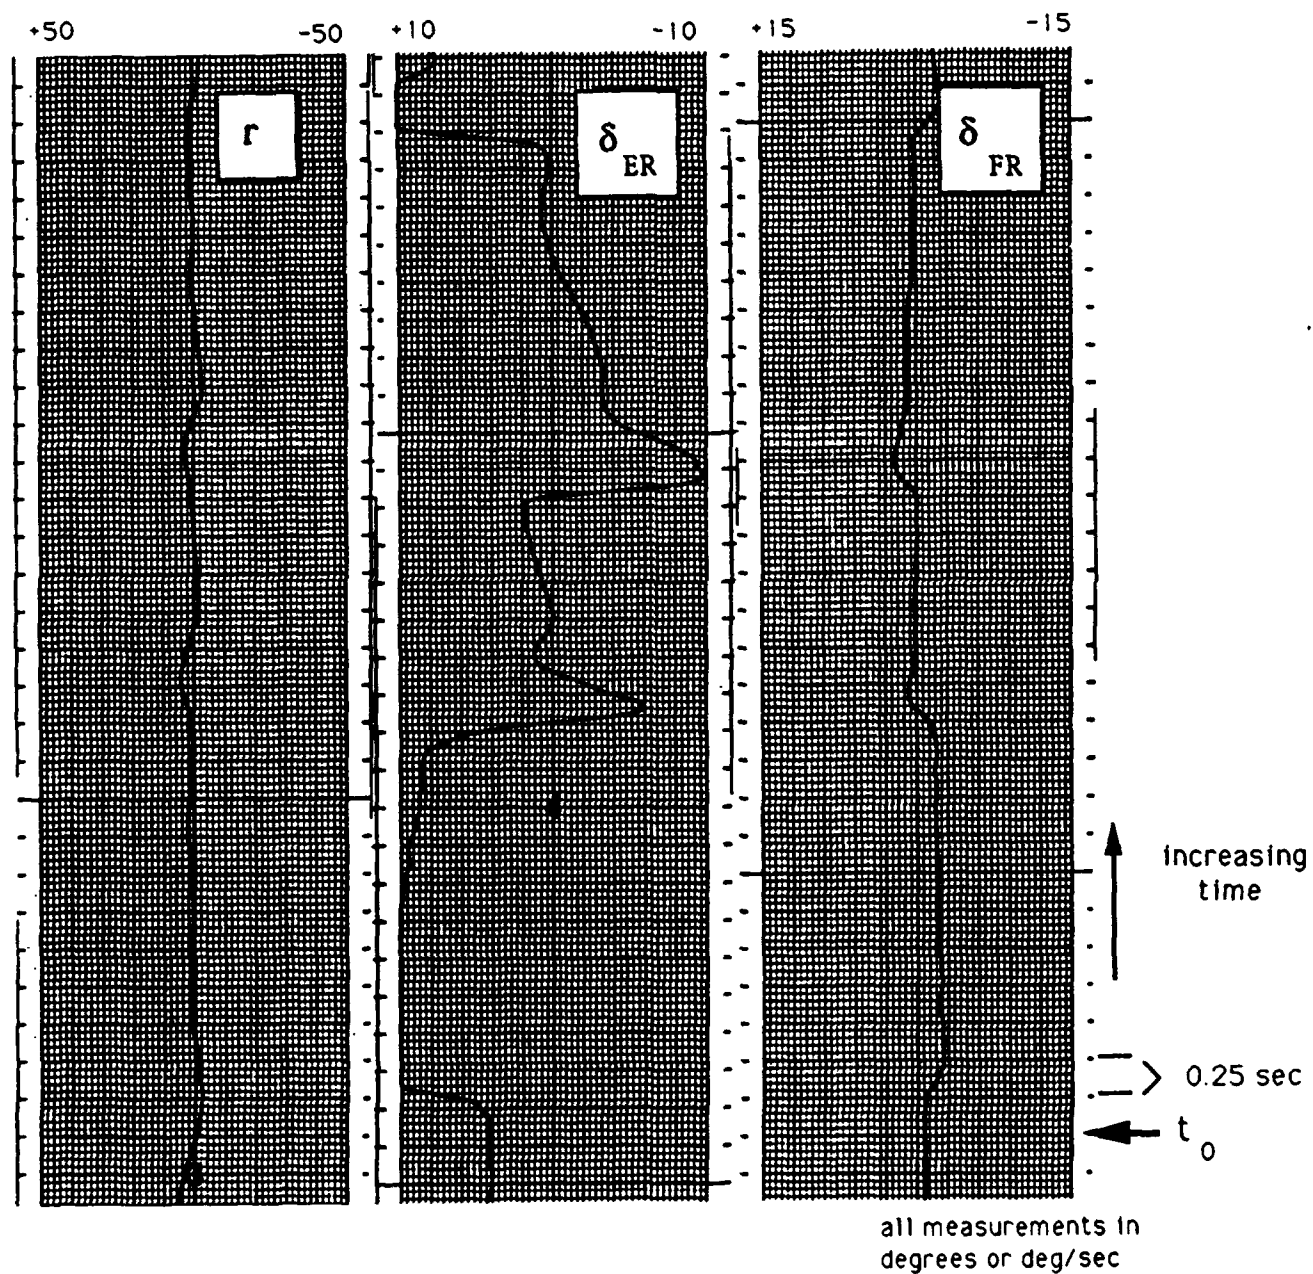 +50 -50 +10 -10 +15 -15
r
δ ER
δ FR
increasing
time
0.25 sec
t0
all measurements in
degrees or deg/sec